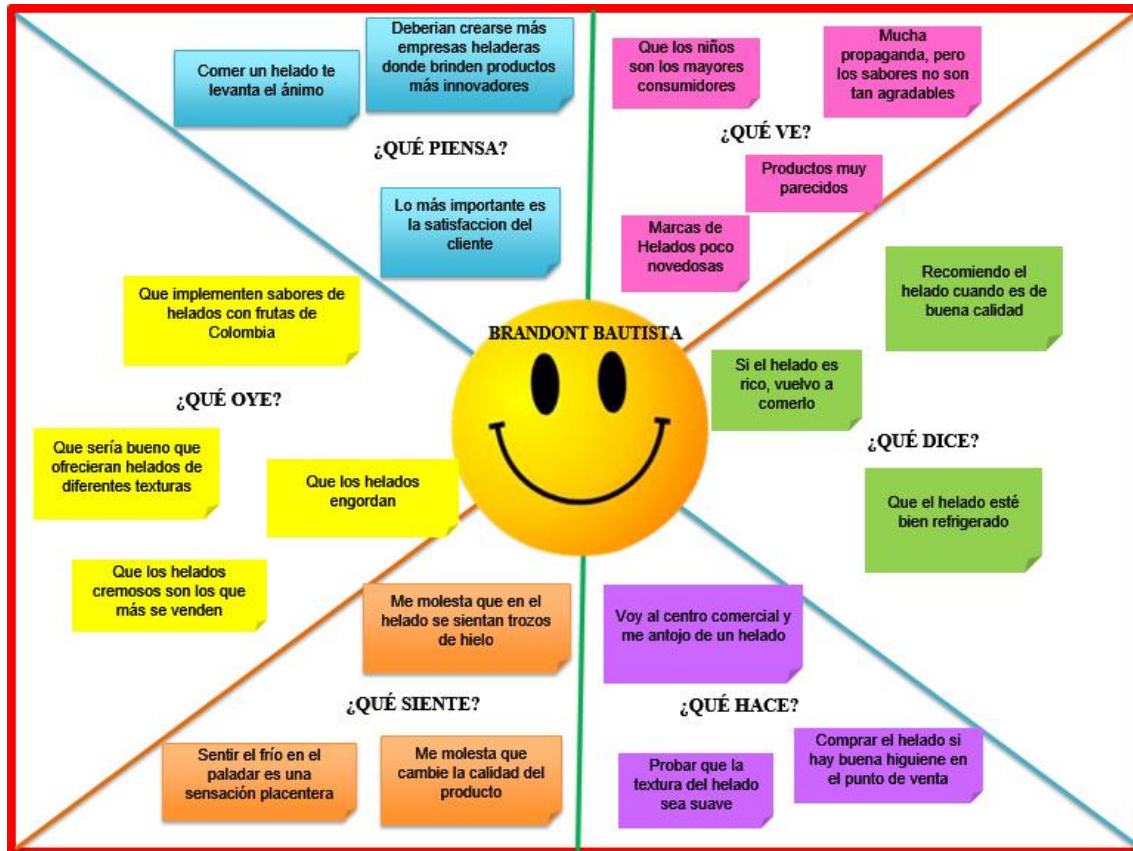 Comer un helado te
levanta el ánimo
Deberian crearse más
empresas heladeras
donde brinden productos
más innovadores
¿QUÉ PIENSA?
Lo más importante es
la satisfaccion del
cliente
Que los niños
son los mayores
consumidores
Mucha
propaganda, pero
los sabores no son
tan agradables
¿QUÉ VE?
Productos muy
parecidos
Marcas de
Helados poco
novedosas
Que implementen sabores de
helados con frutas de
Colombia
¿QUÉ OYE?
Que sería bueno que
ofrecieran helados de
diferentes texturas
Que los helados
engordan
Que los helados
cremosos son los que
más se venden
BRANDONT BAUTISTA
Recomiendo el
helado cuando es de
buena calidad
Si el helado es
rico, vuelvo a
comerlo
¿QUÉ DICE?
Que el helado esté
bien refrigerado
Me molesta que en el
helado se sientan trozos
de hielo
¿QUÉ SIENTE?
Sentir el frío en el
paladar es una
sensación placentera
Me molesta que
cambie la calidad del
producto
Voy al centro comercial y
me antojo de un helado
¿QUÉ HACE?
Probar que la
textura del helado
sea suave
Comprar el helado si
hay buena higuiene en
el punto de venta